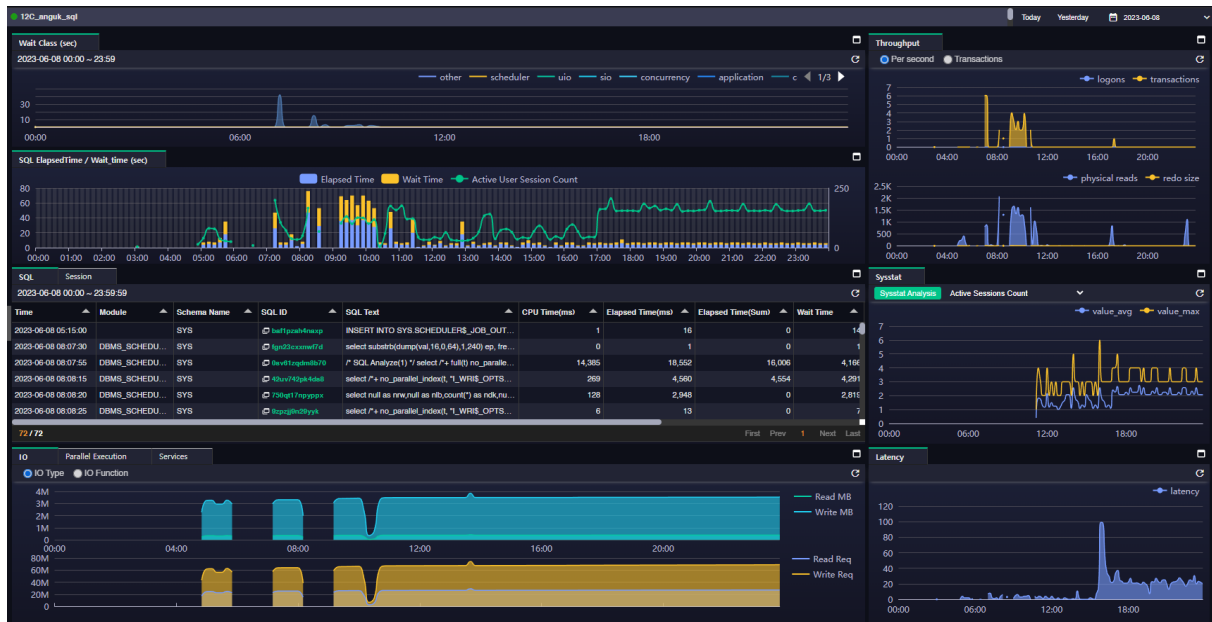 12C_anguk_sql
Today Yesterday 2023-06-08
Wait Class (sec)
2023-06-08 00:00 ~ 23:59
other scheduler uio sio concurrency application c 1/3
30
10
00:00 06:00 12:00 18:00
SQL ElapsedTime / Wait_time (sec)
Elapsed Time Wait Time Active User Session Count
80 250
60
40
20
0 0
00:00 01:00 02:00 03:00 04:00 05:00 06:00 07:00 08:00 09:00 10:00 11:00 12:00 13:00 14:00 15:00 16:00 17:00 18:00 19:00 20:00 21:00 22:00 23:00
SQL Session
2023-06-08 00:00 ~ 23:59:59
Time Module Schema Name SQL ID SQL Text CPU Time(ms) Elapsed Time(ms) Elapsed Time(Sum) Wait Time
2023-06-08 05:15:00 SYS baf1pzah4naxp INSERT INTO SYS.SCHEDULER$_JOB_OUT... 1 16 0 14
2023-06-08 08:07:30 DBMS_SCHEDU... SYS fgn23cxxnwf7d select substrb(dump(val,16,0,64),1,240) ep, fre... 0 1 0 1
2023-06-08 08:07:55 DBMS_SCHEDU... SYS /* SQL Analyze(1) */ select /*+ full(t) no_paralle... 14,385 18,552 16,006 4,166
2023-06-08 08:08:15 DBMS_SCHEDU... SYS select /*+ no_parallel_index(t, "I_WRI$_OPTS... 269 4,560 4,554 4,291
2023-06-08 08:08:20 DBMS_SCHEDU... SYS 750qt17npyppx select null as nrw,null as nlb,count(*) as ndk,nu... 128 2,948 0 2,819
2023-06-08 08:08:25 DBMS_SCHEDU... SYS select /*+ no_parallel_index(t, "I_WRI$_OPTS... 6 13 0 7
72 / 72 First Prev 1 Next Last
IO Parallel Execution Services
IO Type IO Function
4M
3M
2M
1M
0
Read MB
Write MB
00:00 04:00 08:00 12:00 16:00 20:00
80M
60M
40M
20M
0
Read Req
Write Req
Throughput
Per second Transactions
logons transactions
7
6
5
4
3
2
1
0
00:00 04:00 08:00 12:00 16:00 20:00
physical reads redo size
2.5K
2K
1.5K
1K
500
0
00:00 04:00 08:00 12:00 16:00 20:00
Sysstat
Sysstat Analysis Active Sessions Count
value_avg value_max
7
6
5
4
3
2
1
0
00:00 06:00 12:00 18:00
Latency
latency
120
100
80
60
40
20
0
00:00 06:00 12:00 18:00